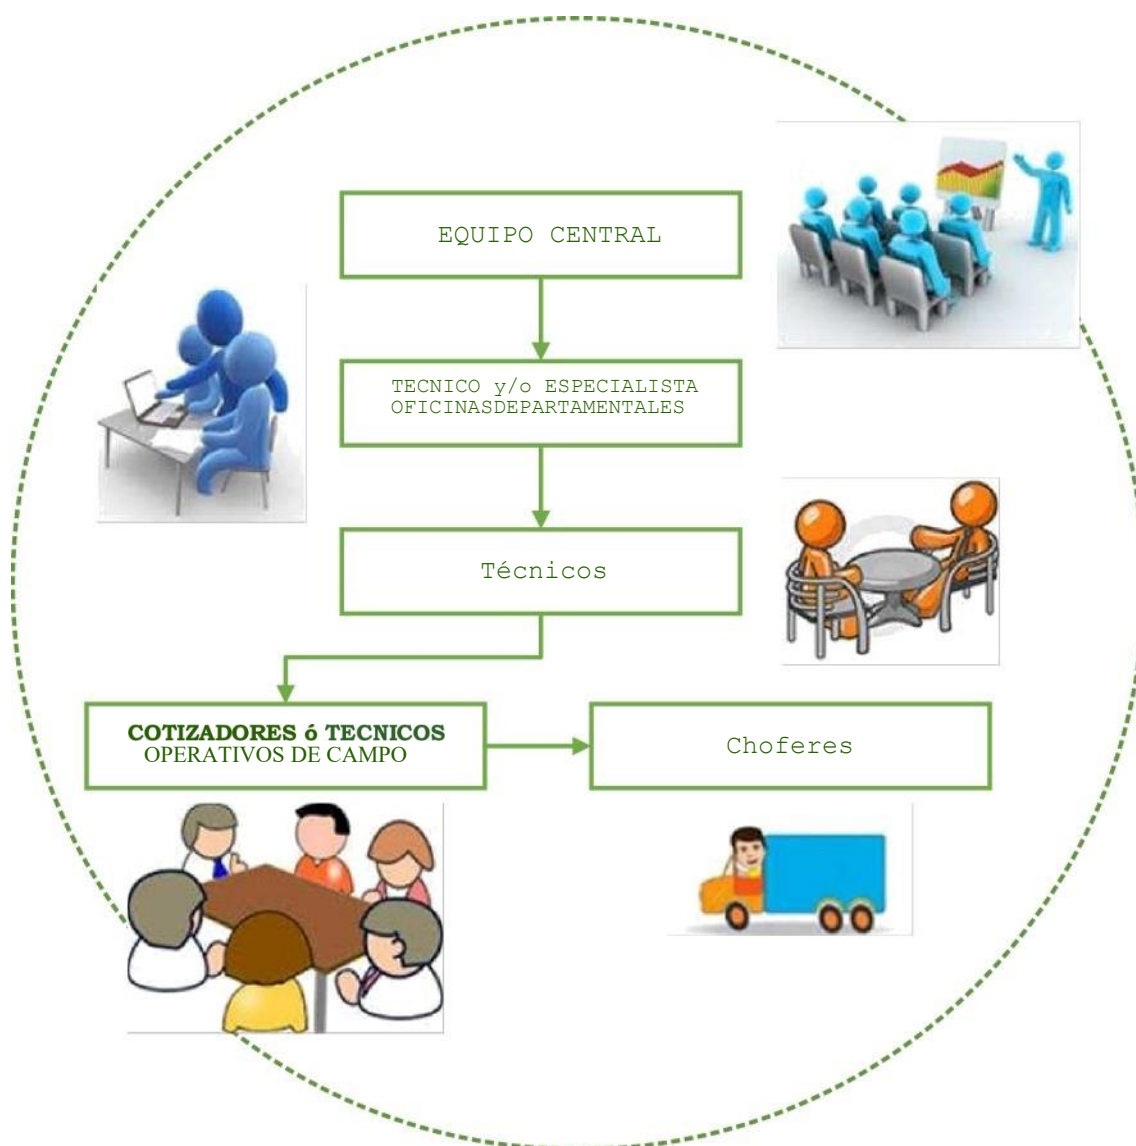 EQUIPO CENTRAL
TECNICO y/o ESPECIALISTA
OFICINASDEPARTAMENTALES
Técnicos
COTIZADORES ó TECNICOS
OPERATIVOS DE CAMPO
Choferes